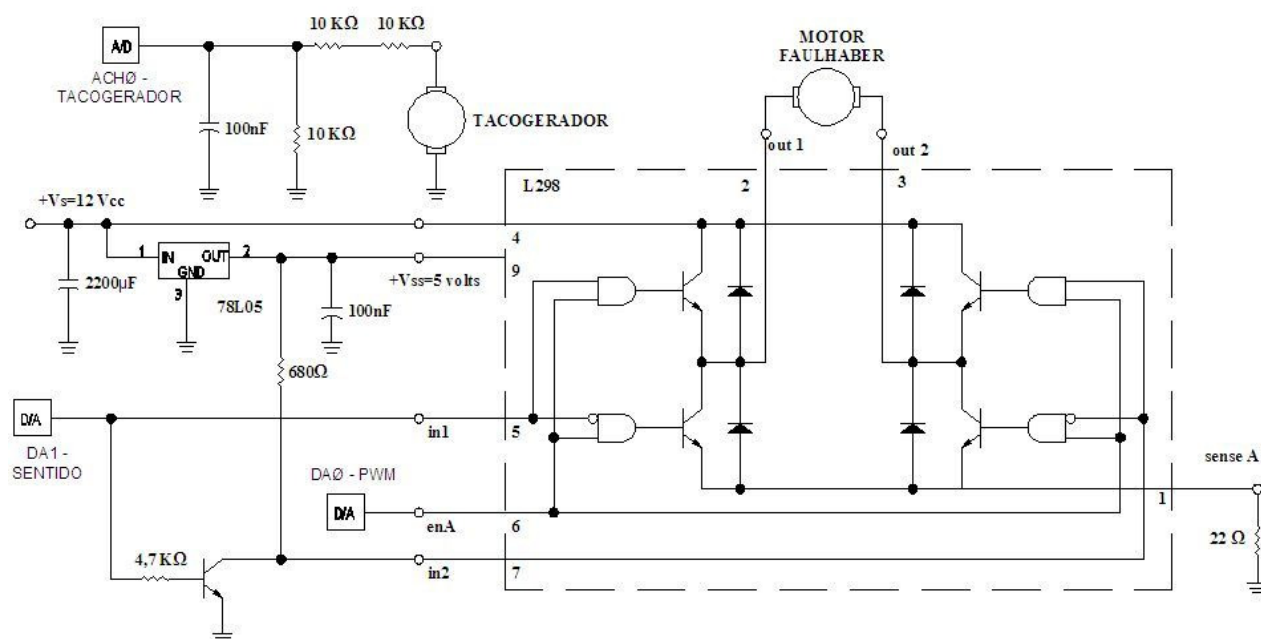 10 KΩ 10 KΩ
A/D
ACHØ -
TACOGERADOR
100nF
10 KΩ
TACOGERADOR
MOTOR
FAULHABER
out 1
out 2
L298
2
3
+Vs=12 Vcc
4
1
IN OUT
GND
2
3
78L05
2200µF
+Vss=5 volts
9
100nF
680Ω
D/A
DA1 -
SENTIDO
in1
5
DAØ - PWM
D/A
enA
6
sense A
1
22 Ω
4,7 KΩ
in2
7